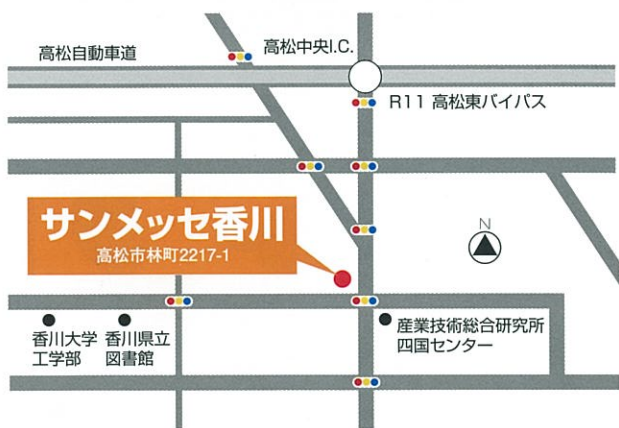 高松自動車道
高松中央I.C.
R11 高松東バイパス
サンメッセ香川
高松市林町2217-1
N
香川大学
工学部
香川県立
図書館
産業技術総合研究所
四国センター